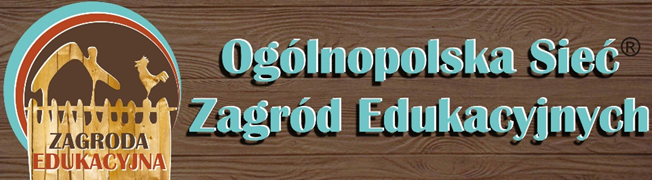 Ogólnopolska Sieć®
Zagród Edukacyjnych
ZAGRODA
EDUKACYJNA